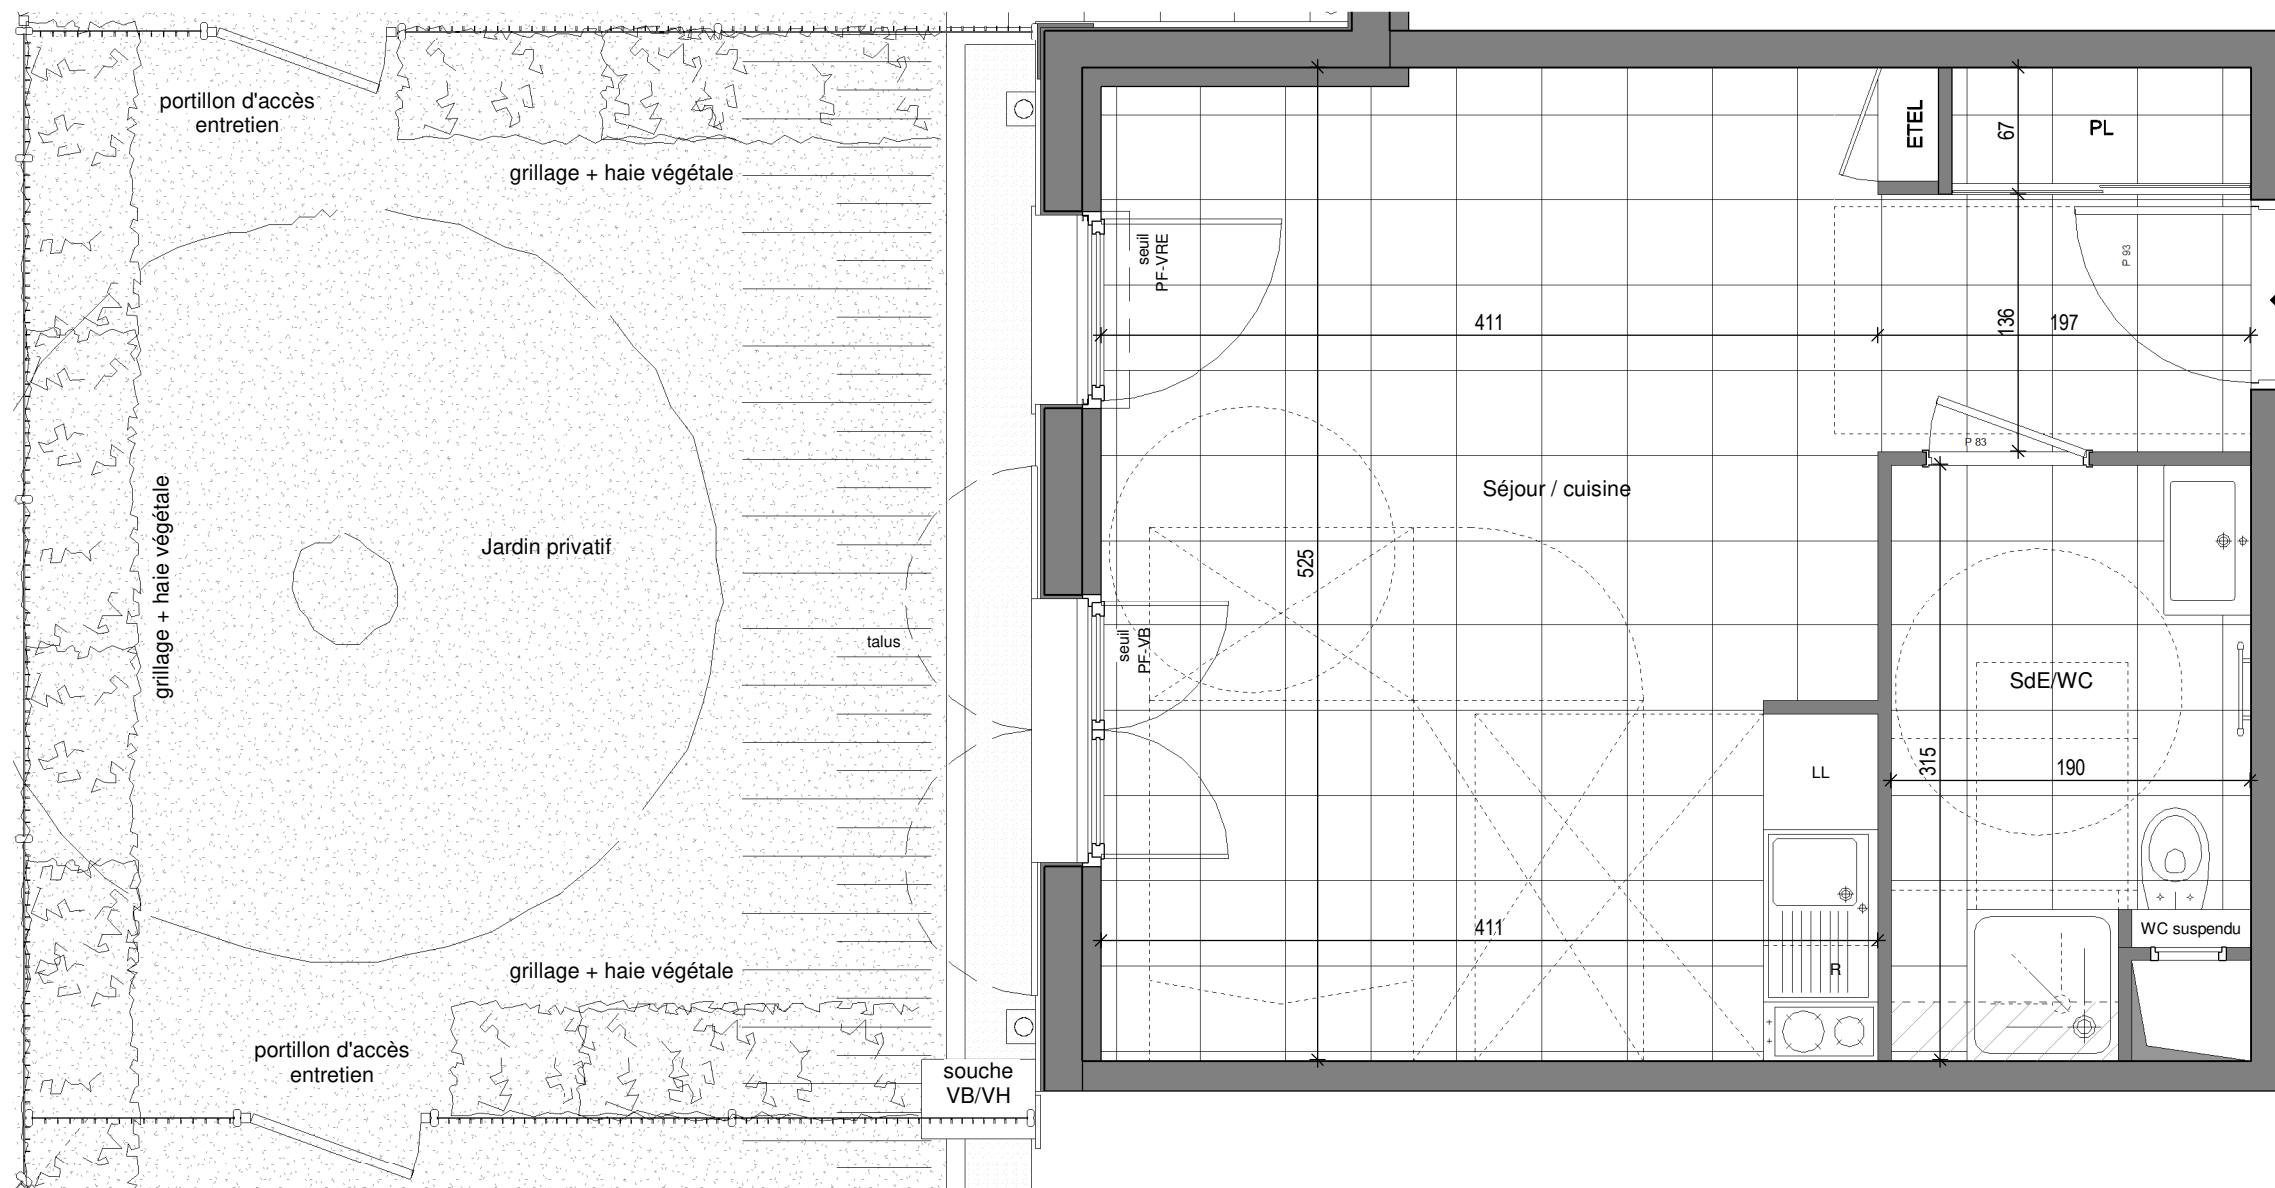 portillon d'accès
entretien
grillage + haie végétale
ETEL
67
PL
seuil
PF-VRE
P 93
411
136
197
P 83
Séjour / cuisine
grillage + haie végétale
Jardin privatif
525
talus
seuil
PF-VB
SdE/WC
LL
315
190
411
WC suspendu
R
grillage + haie végétale
portillon d'accès
entretien
souche
VB/VH